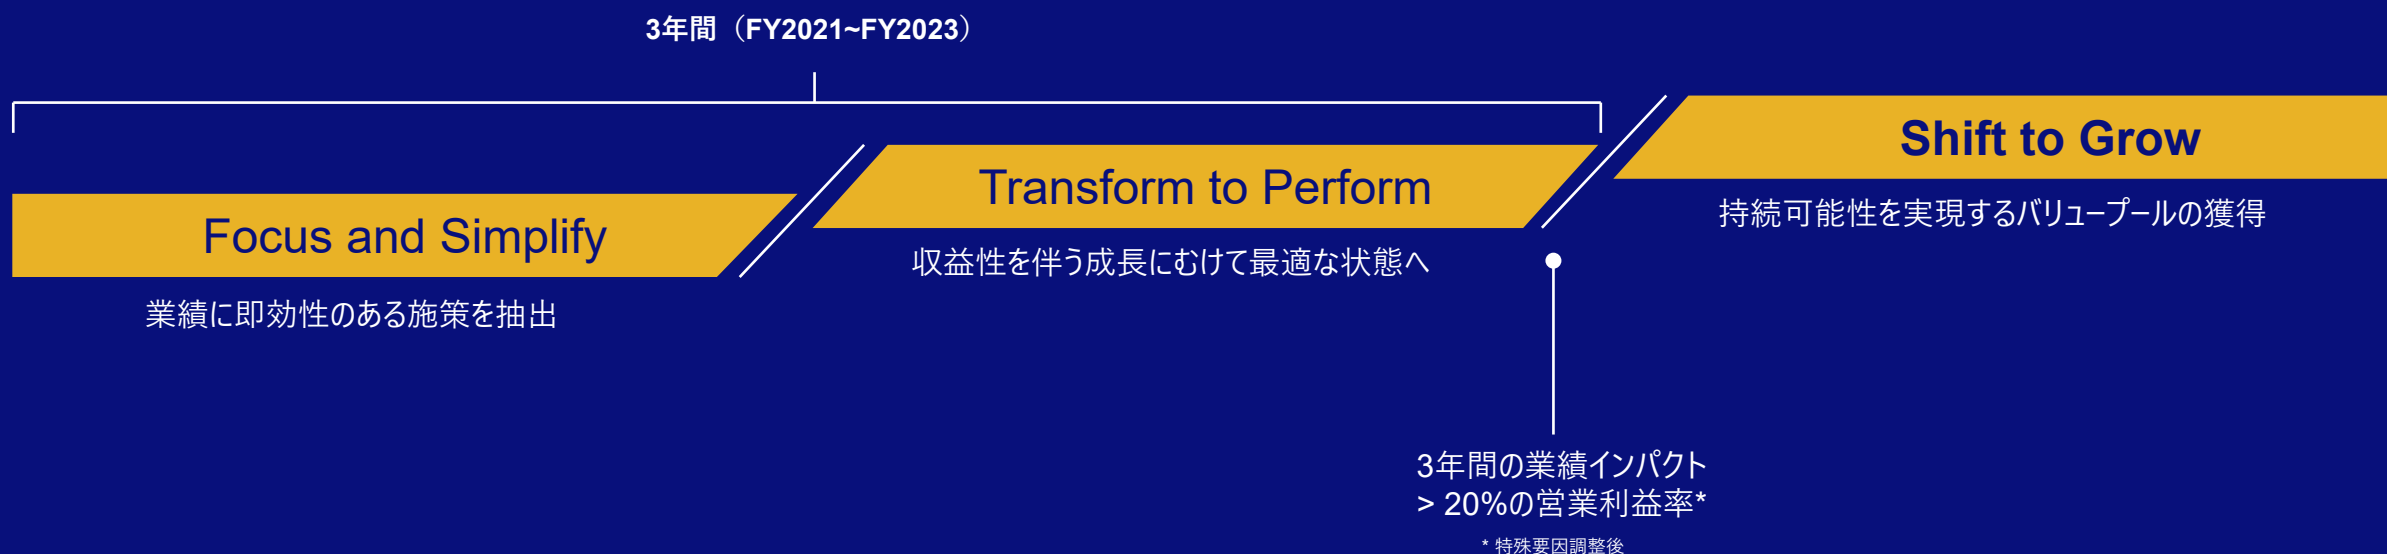 3年間（FY2021~FY2023）
Focus and Simplify
業績に即効性のある施策を抽出
Transform to Perform
収益性を伴う成長にむけて最適な状態へ
Shift to Grow
持続可能性を実現するバリュープールの獲得
3年間の業績インパクト
> 20%の営業利益率*
* 特殊要因調整後